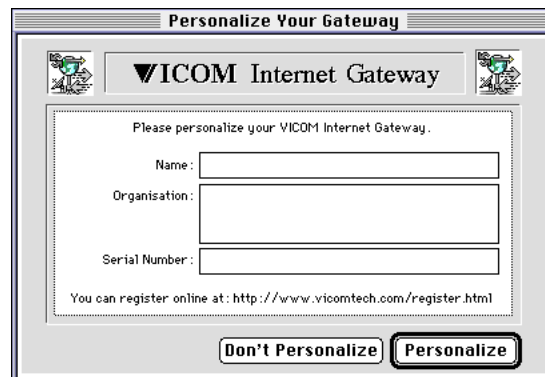 Personalize Your Gateway
VICOM Internet Gateway
Please personalize your VICOM Internet Gateway.
Name:
Organisation:
Serial Number:
You can register online at: http://www.vicomtech.com/register.html
Don't Personalize
Personalize